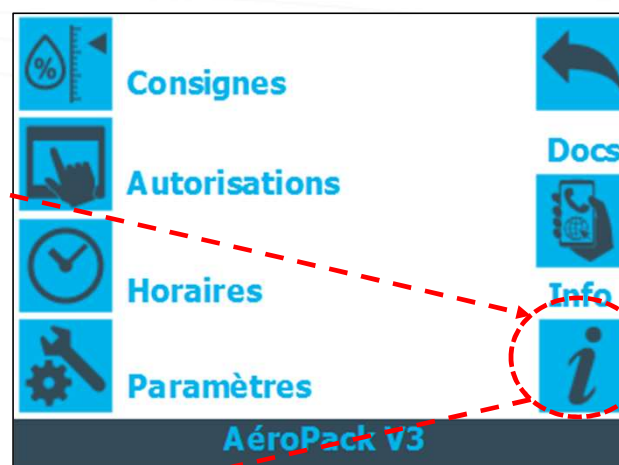 %
Consignes
Docs
Autorisations
Horaires
Info
i
Paramètres
AéroPack V3